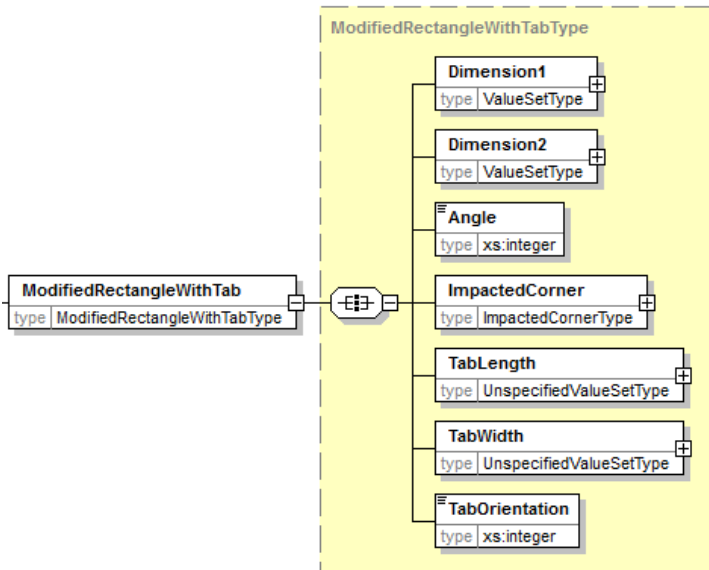 ModifiedRectangleWithTabType
Dimension1
type ValueSetType
Dimension2
type ValueSetType
Angle
type xs:integer
ModifiedRectangleWithTab
type ModifiedRectangleWithTabType
ImpactedCorner
type ImpactedCornerType
TabLength
type UnspecifiedValueSetType
TabWidth
type UnspecifiedValueSetType
TabOrientation
type xs:integer